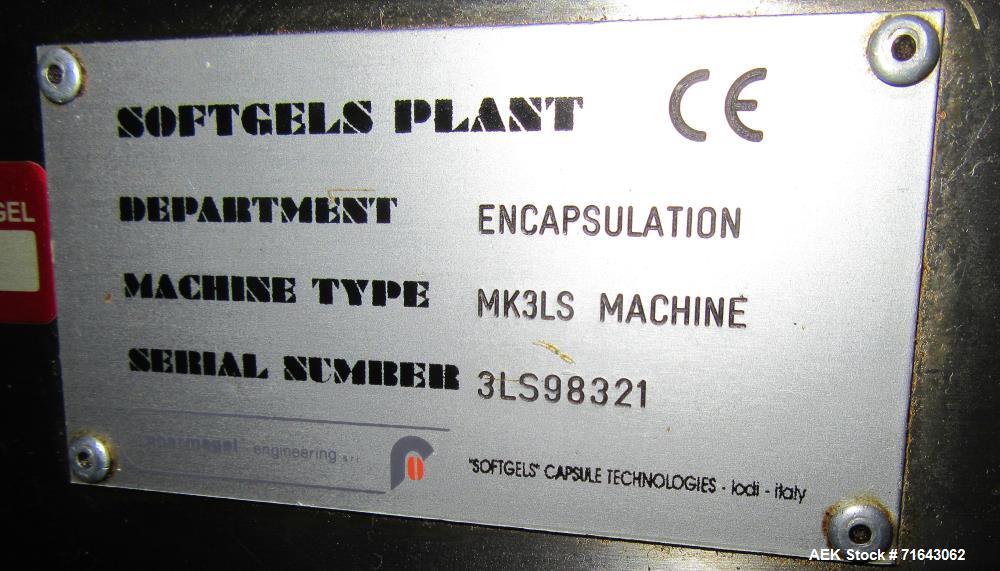 SOFTGELS PLANT CE
GEL
DEPARTMENT ENCAPSULATION
MACHINE TYPE MK3LS MACHINE
SERIAL NUMBER 3LS98321
pharmagel engineering s.r.l.
"SOFTGELS" CAPSULE TECHNOLOGIES - lodi - italy
AEK Stock # 71643062